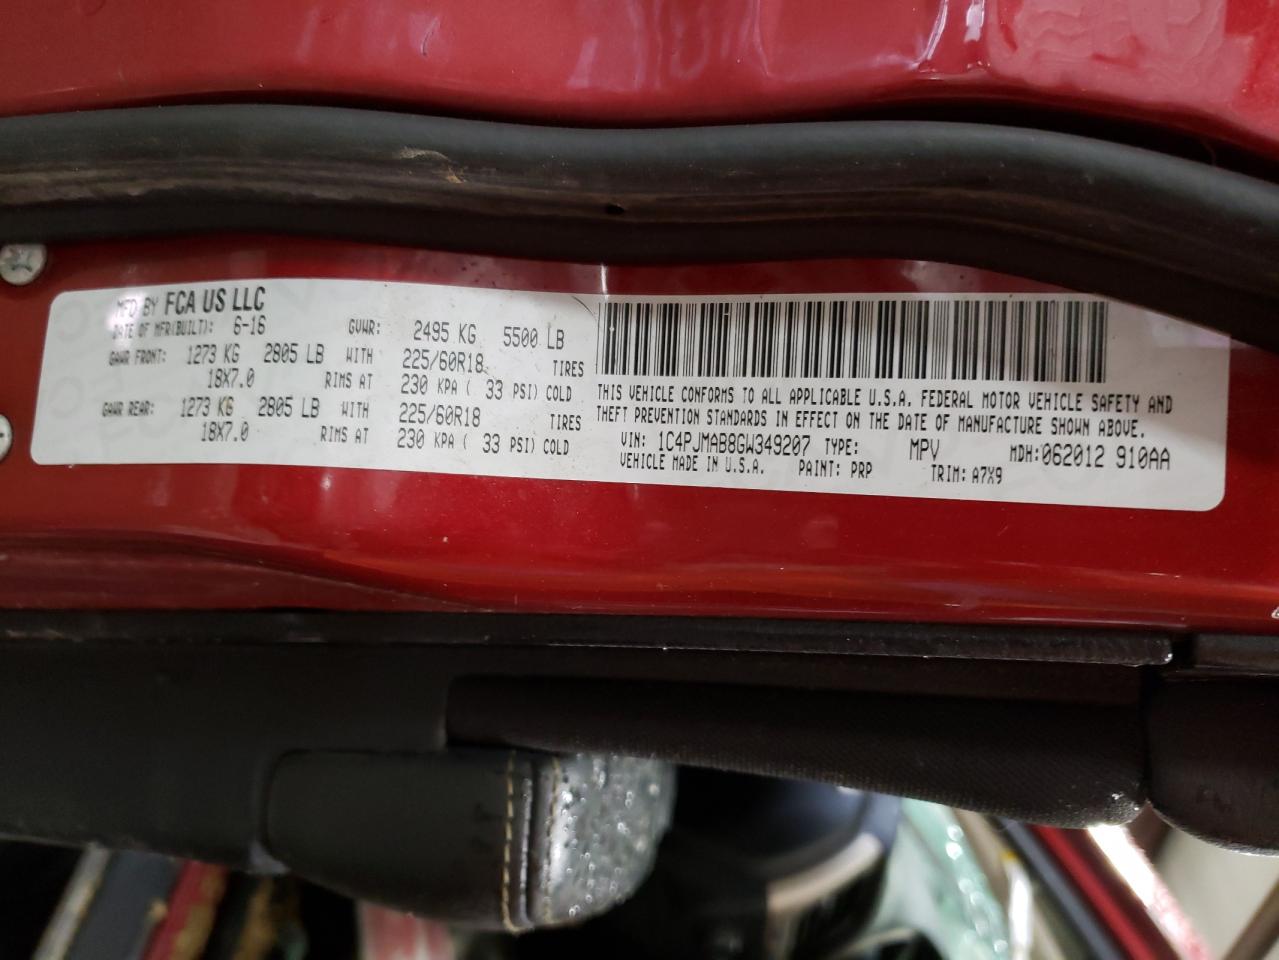 MFD BY FCA US LLC
DATE OF MFR(BUILT): 6-16 GVWR: 2495 KG 5500 LB
GAWR FRONT: 1273 KG 2805 LB WITH 225/60R18 TIRES
18X7.0 RIMS AT 230 KPA ( 33 PSI) COLD
GAWR REAR: 1273 KG 2805 LB WITH 225/60R18 TIRES
18X7.0 RIMS AT 230 KPA ( 33 PSI) COLD
THIS VEHICLE CONFORMS TO ALL APPLICABLE U.S.A. FEDERAL MOTOR VEHICLE SAFETY AND
THEFT PREVENTION STANDARDS IN EFFECT ON THE DATE OF MANUFACTURE SHOWN ABOVE.
VIN: 1C4PJMAB8GW349207 TYPE: MPV MDH: 062012 910AA
VEHICLE MADE IN U.S.A. PAINT: PRP TRIM: A7X9